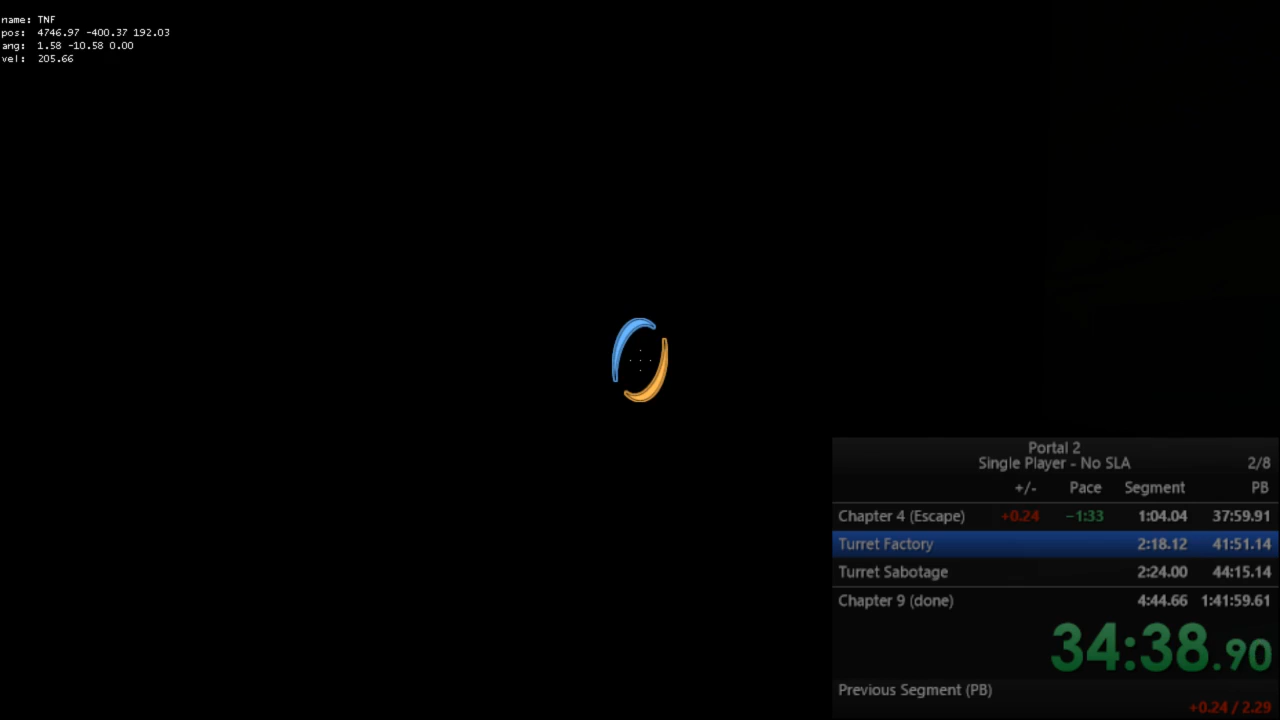 name: TNF
pos: 4746.97 -400.37 192.03
ang: 1.58 -10.58 0.00
vel: 205.66
Portal 2
Single Player - No SLA 2/8
+/- Pace Segment PB
Chapter 4 (Escape) +0.24 −1:33 1:04.04 37:59.91
Turret Factory 2:18.12 41:51.14
Turret Sabotage 2:24.00 44:15.14
Chapter 9 (done) 4:44.66 1:41:59.61
34:38.90
Previous Segment (PB)
+0.24 / 2.29